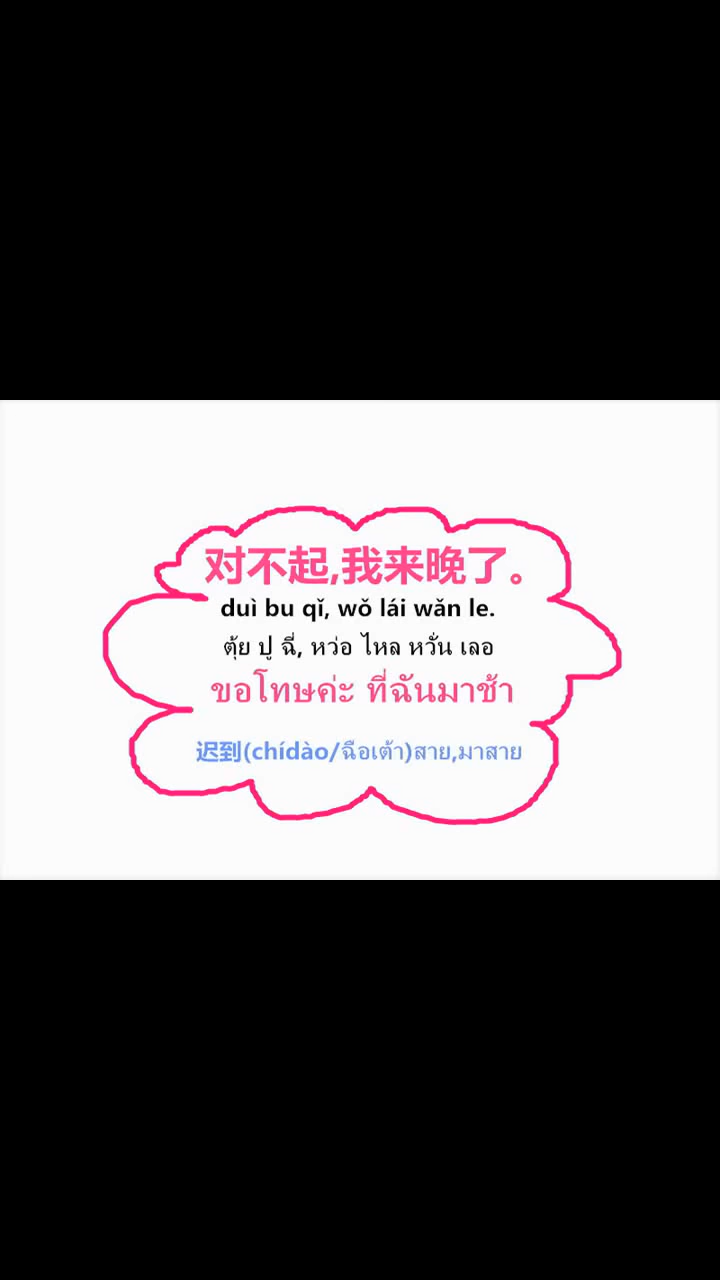 对不起,我来晚了。
duì bu qǐ, wǒ lái wǎn le.
ตุ้ย ปู ฉี่, หว่อ ไหล หวั่น เลอ
ขอโทษค่ะ ที่ฉันมาช้า
迟到(chídào/ฉือเต้า)สาย,มาสาย